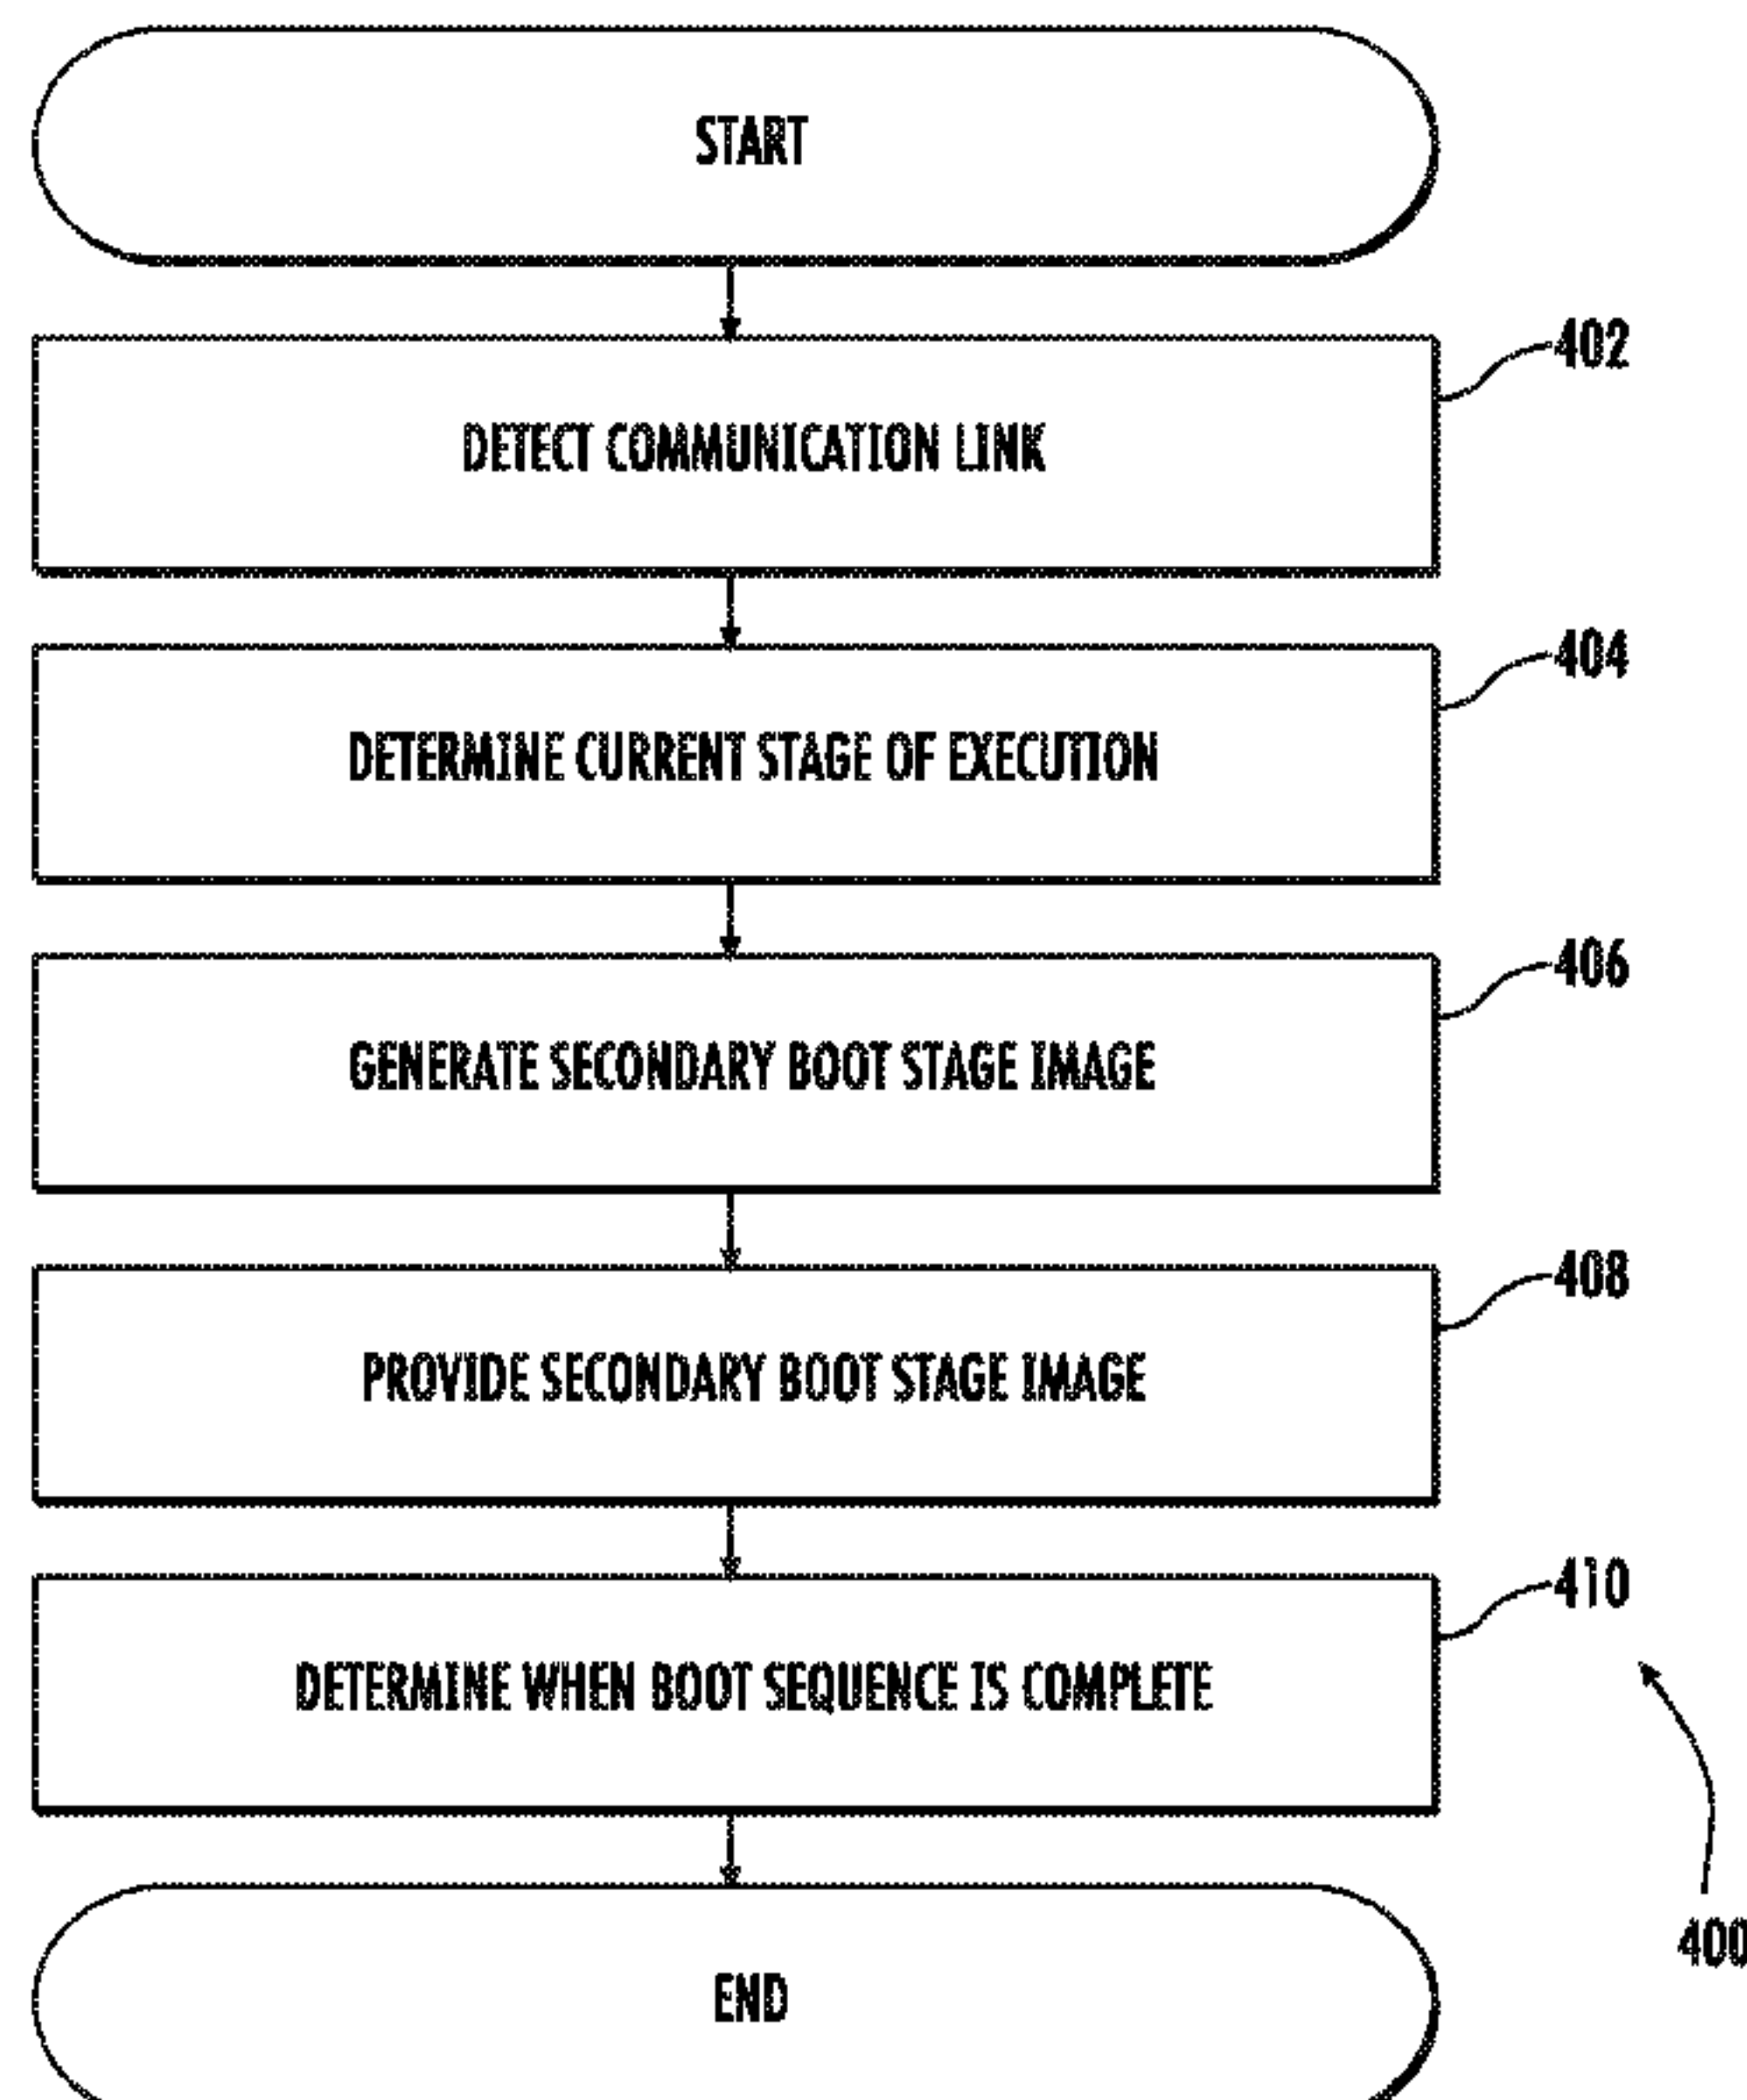 START
402
DETECT COMMUNICATION LINK
404
DETERMINE CURRENT STAGE OF EXECUTION
406
GENERATE SECONDARY BOOT STAGE IMAGE
408
PROVIDE SECONDARY BOOT STAGE IMAGE
410
DETERMINE WHEN BOOT SEQUENCE IS COMPLETE
400
END